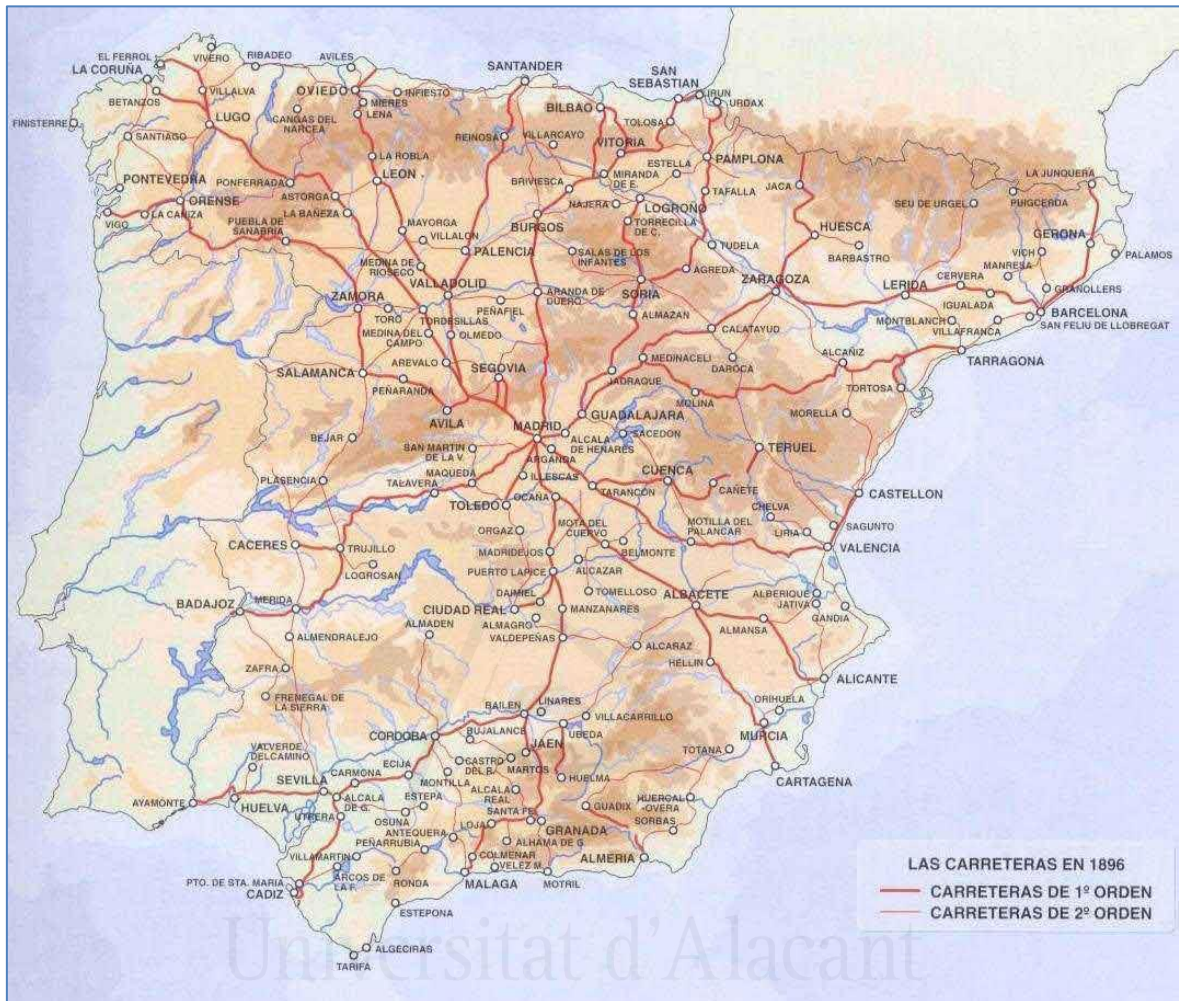 EL FERROL
VIVERO
RIBADEO
AVILES
LA CORUÑA
BETANZOS
VILLALVA
OVIEDO
MIERES
LENA
INFIESTO
SANTANDER
SAN
SEBASTIAN
IRUN
URDAX
BILBAO
TOLOSA
FINISTERRE
SANTIAGO
LUGO
CANGAS DEL
NARCEA
REINOSA
VILLARCAYO
VITORIA
ESTELLA
PAMPLONA
LA ROBLA
LEON
PONTEVEDRA
ORENSE
PONFERRADA
ASTORGA
LA BAÑEZA
BRIVIESCA
MIRANDA
DE E.
NAJERA
LOGROÑO
TORRECILLA
DE C.
TAFALLA
JACA
LA JUNQUERA
SEU DE URGEL
PUIGCERDA
VIGO
LA CAÑIZA
PUEBLA DE
SANABRIA
MAYORGA
VILLALON
PALENCIA
BURGOS
SALAS DE LOS
INFANTES
TUDELA
HUESCA
BARBASTRO
GERONA
PALAMOS
VICH
MANRESA
GRANOLLERS
MEDINA DE
RIOSECO
VALLADOLID
AGREDA
SORIA
ZARAGOZA
LERIDA
CERVERA
IGUALADA
BARCELONA
SAN FELIU DE LLOBREGAT
ZAMORA
TORO
TORDESILLAS
PEÑAFIEL
ARANDA DE
DUERO
ALMAZAN
CALATAYUD
MONTBLANCH
VILLAFRANCA
MEDINA DEL
CAMPO
OLMEDO
AREVALO
SEGOVIA
MEDINACELI
DAROCA
ALCAÑIZ
TARRAGONA
SALAMANCA
PEÑARANDA
JADRAQUE
MOLINA
TORTOSA
AVILA
MADRID
GUADALAJARA
MORELLA
BEJAR
SAN MARTIN
DE LA V.
ARGANDA
ALCALA
DE HENARES
SACEDON
TERUEL
PLASENCIA
MAQUEDA
TALAVERA
ILLESCAS
CUENCA
TARANCÓN
CAÑETE
CASTELLON
TOLEDO
OCAÑA
ORGAZ
MOTA DEL
CUERVO
MOTILLA DEL
PALANCAR
CHELVA
LIRIA
SAGUNTO
VALENCIA
CACERES
TRUJILLO
LOGROSAN
MADRIDEJOS
BELMONTE
PUERTO LAPICE
ALCAZAR
BADAJOZ
MERIDA
CIUDAD REAL
DAIMIEL
TOMELLOSO
ALBACETE
ALBERIQUE
JATIVA
GANDIA
ALMENDRALEJO
ALMADEN
ALMAGRO
MANZANARES
VALDEPEÑAS
ALMANSA
ZAFRA
ALCARAZ
HELLIN
ALICANTE
FRENEGAL DE
LA SIERRA
BAILEN
LINARES
VILLACARRILLO
ORIHUELA
CORDOBA
BUJALANCE
JAEN
UBEDA
MURCIA
VALVERDE
DELCAMINO
ECIJA
CASTRO
DEL R.
MARTOS
HUELMA
TOTANA
CARTAGENA
SEVILLA
CARMONA
MONTILLA
ALCALA
REAL
AYAMONTE
HUELVA
ALCALA
DE G.
ESTEPA
SANTA FE
GUADIX
HUERCAL
-OVERA
UTRERA
OSUNA
ANTEQUERA
LOJA
GRANADA
SORBAS
PEÑARRUBIA
ALHAMA DE G.
VILLAMARTIN
COLMENAR
ALMERIA
PTO. DE STA. MARIA
CADIZ
ARCOS DE
LA F.
RONDA
VELEZ M.
MALAGA
MOTRIL
ESTEPONA
ALGECIRAS
TARIFA
LAS CARRETERAS EN 1896
CARRETERAS DE 1º ORDEN
CARRETERAS DE 2º ORDEN
Universitat d'Alacant